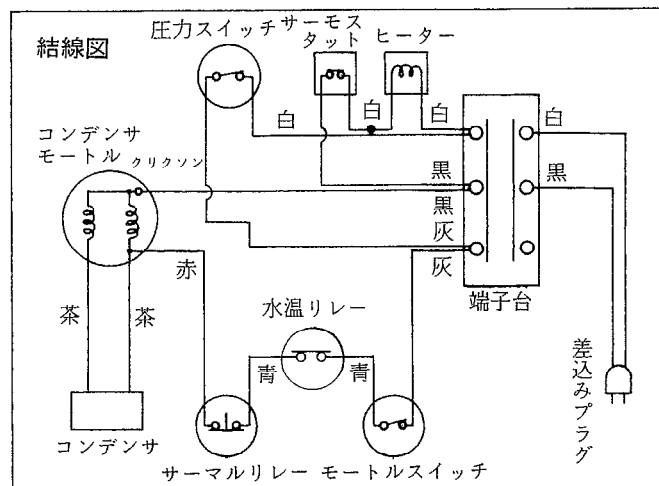 結線図
圧力スイッチ
サーモス
タット
ヒーター
白
白
白
白
コンデンサ
モートル
クリクソン
黒
黒
黒
灰
灰
赤
端子台
茶
茶
水温リレー
青
青
差込みプラグ
コンデンサ
サーマルリレー
モートルスイッチ